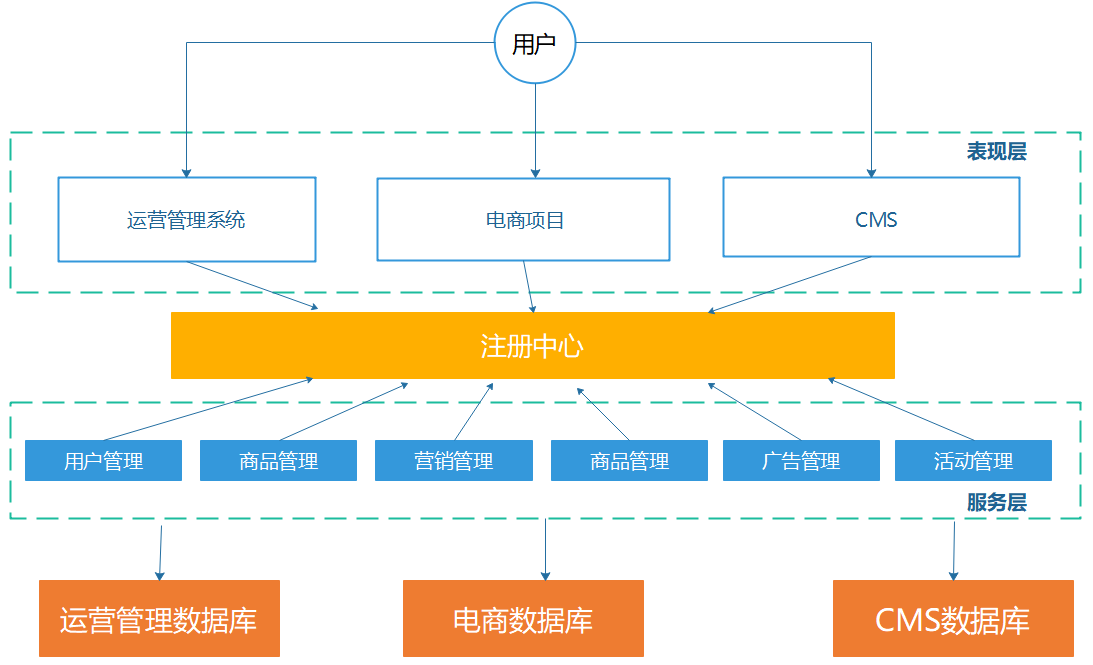 用户
表现层
运营管理系统
电商项目
CMS
注册中心
用户管理
商品管理
营销管理
商品管理
广告管理
活动管理
服务层
运营管理数据库
电商数据库
CMS数据库